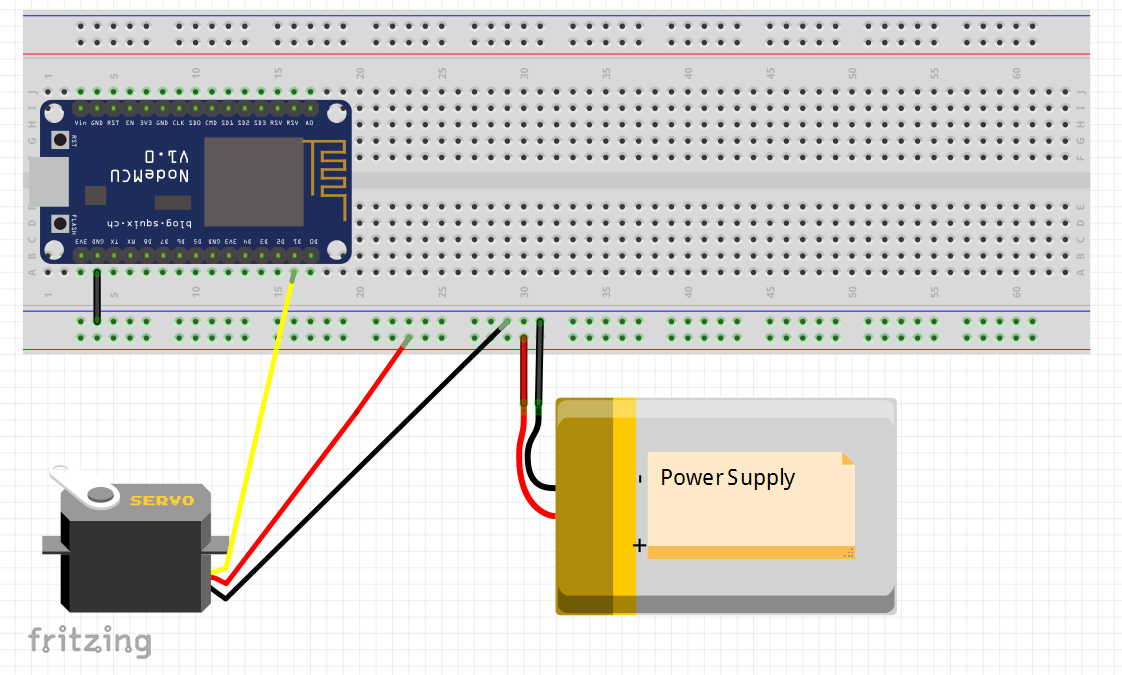 1 5 10 15 20 25 30 35 40 45 50 55 60
J J
I I
H H
G G
F
Vin GND RST EN 3V3 GND CLK SD0 CMD SD1 SD2 SD3 RSV RSV A0
RST
NodeMCU
V1.0
FLASH
blog.squix.ch
3V3 GND TX RX D8 D7 D6 D5 GND 3V3 D4 D3 D2 D1 D0
E E
D D
C C
B B
A A
1 5 10 15 20 25 30 35 40 45 50 55 60
SERVO
- Power Supply
+
fritzing